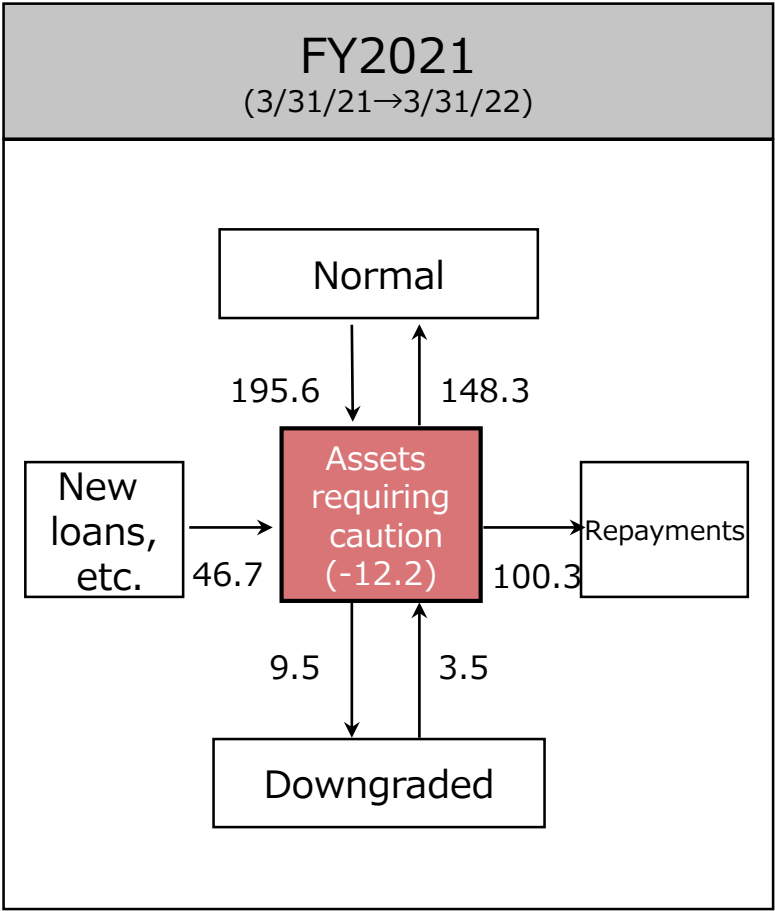 FY2021
(3/31/21→3/31/22)
Normal
195.6
148.3
New
loans,
etc.
46.7
Assets
requiring
caution
(-12.2)
100.3
Repayments
9.5
3.5
Downgraded